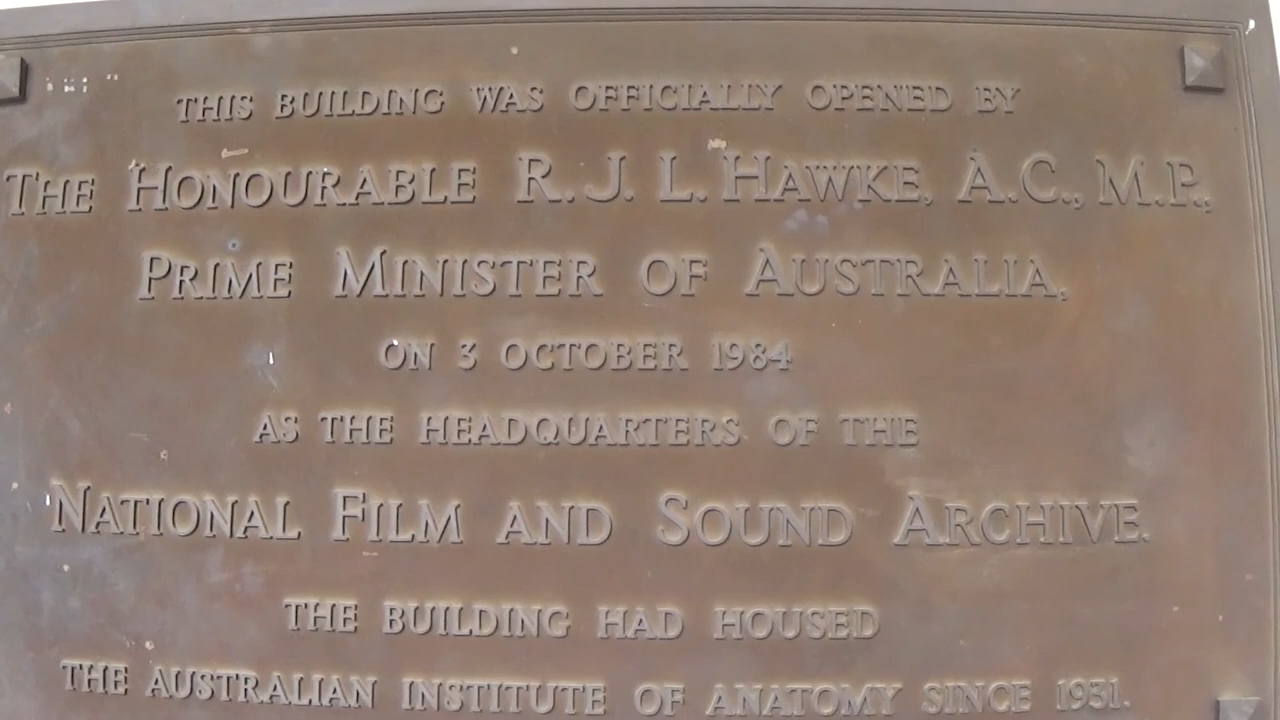 THIS BUILDING WAS OFFICIALLY OPENED BY
THE HONOURABLE R. J. L. HAWKE, A.C., M.P.,
PRIME MINISTER OF AUSTRALIA,
ON 3 OCTOBER 1984
AS THE HEADQUARTERS OF THE
NATIONAL FILM AND SOUND ARCHIVE.
THE BUILDING HAD HOUSED
THE AUSTRALIAN INSTITUTE OF ANATOMY SINCE 1931.